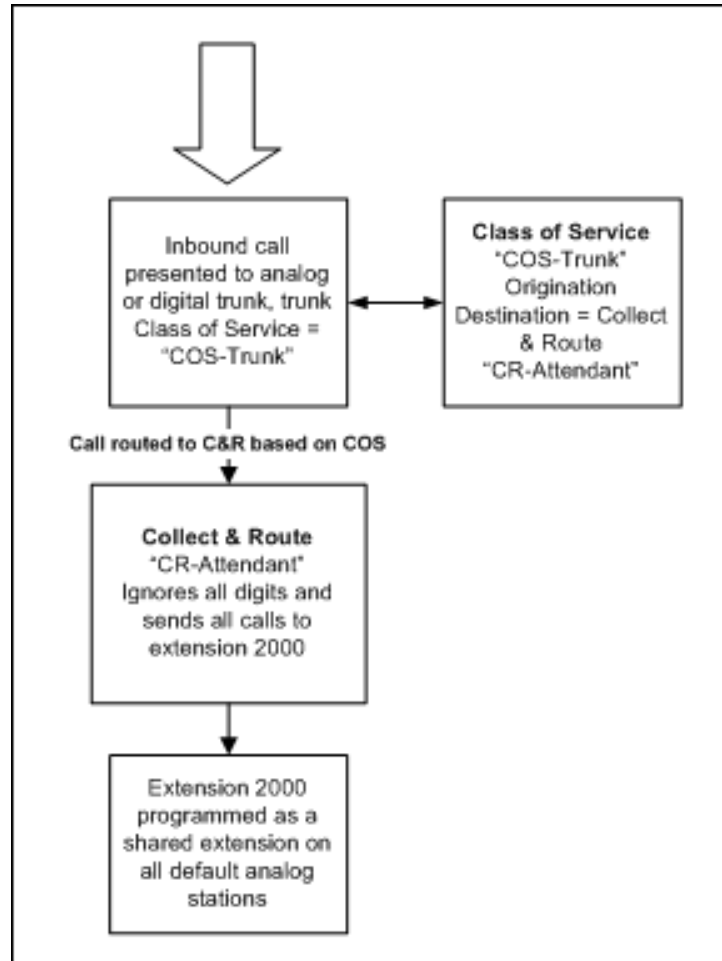 Inbound call
presented to analog
or digital trunk, trunk
Class of Service =
“COS-Trunk”
Class of Service
“COS-Trunk”
Origination
Destination = Collect
& Route
“CR-Attendant”
Call routed to C&R based on COS
Collect & Route
“CR-Attendant”
Ignores all digits and
sends all calls to
extension 2000
Extension 2000
programmed as a
shared extension on
all default analog
stations